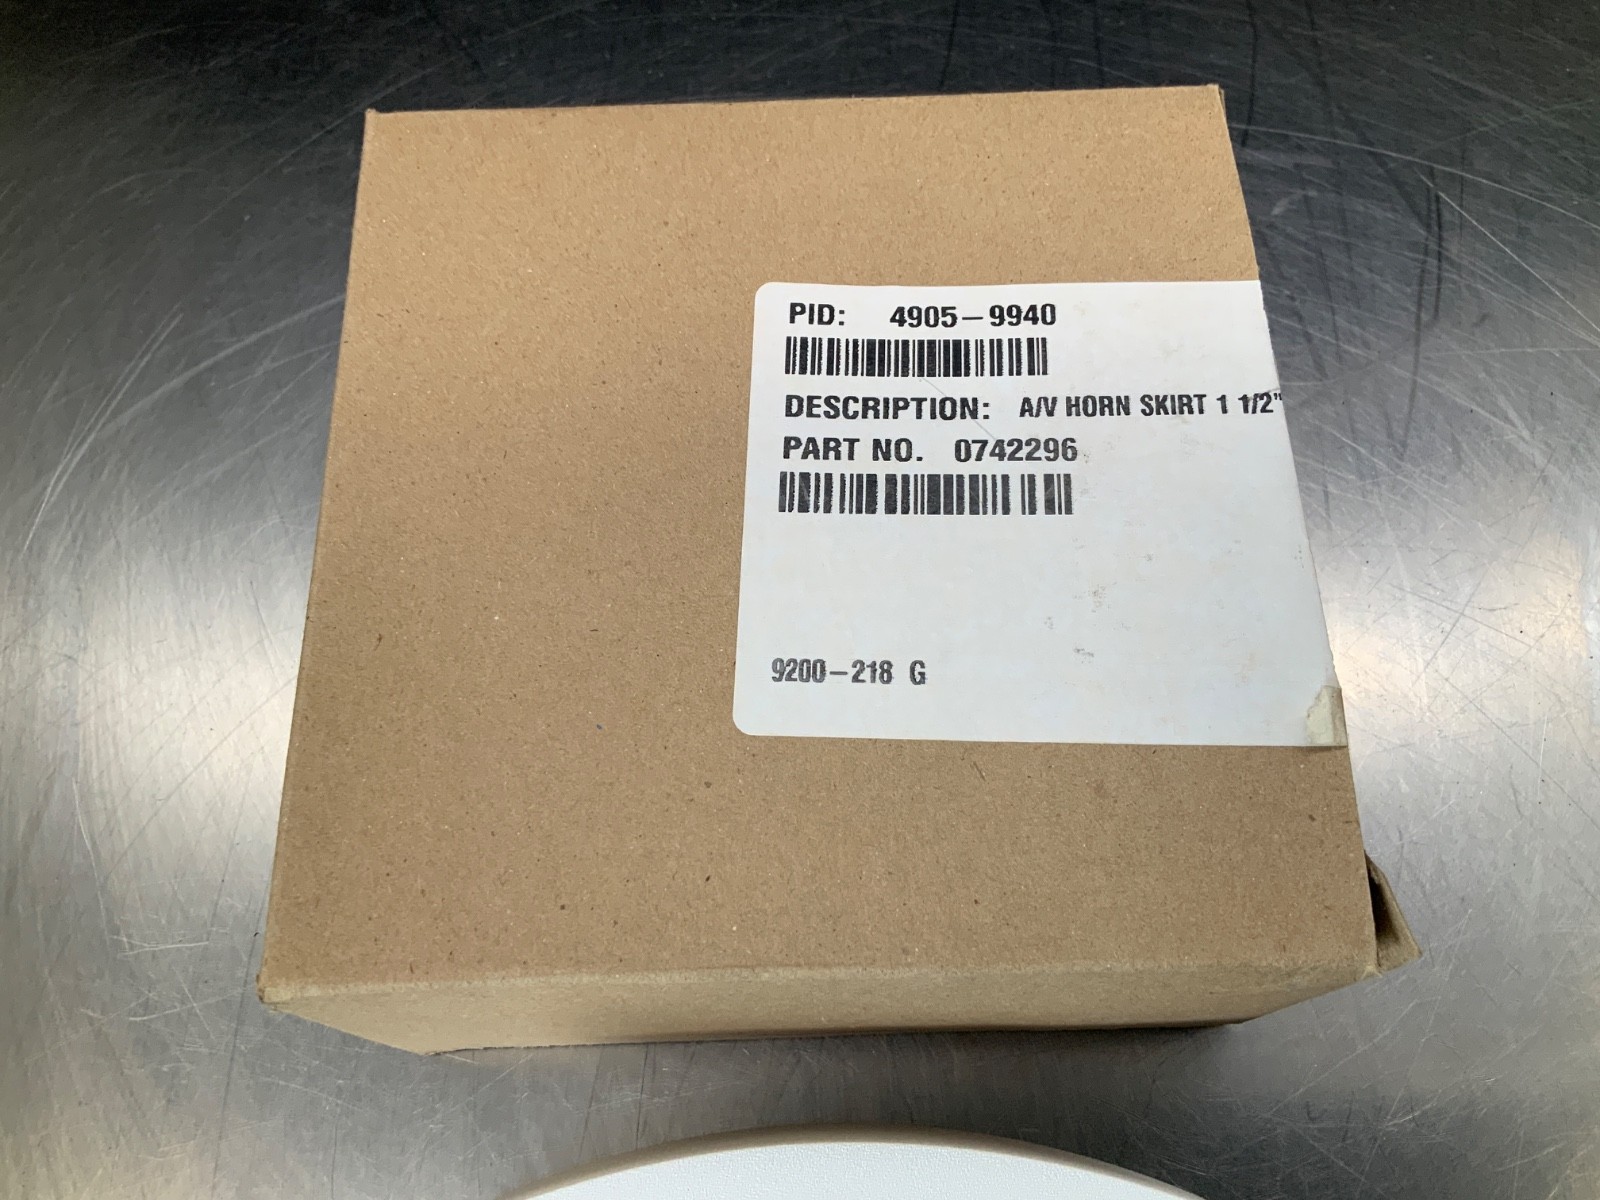 PID: 4905-9940
DESCRIPTION: A/V HORN SKIRT 1 1/2"
PART NO. 0742296
9200-218 G